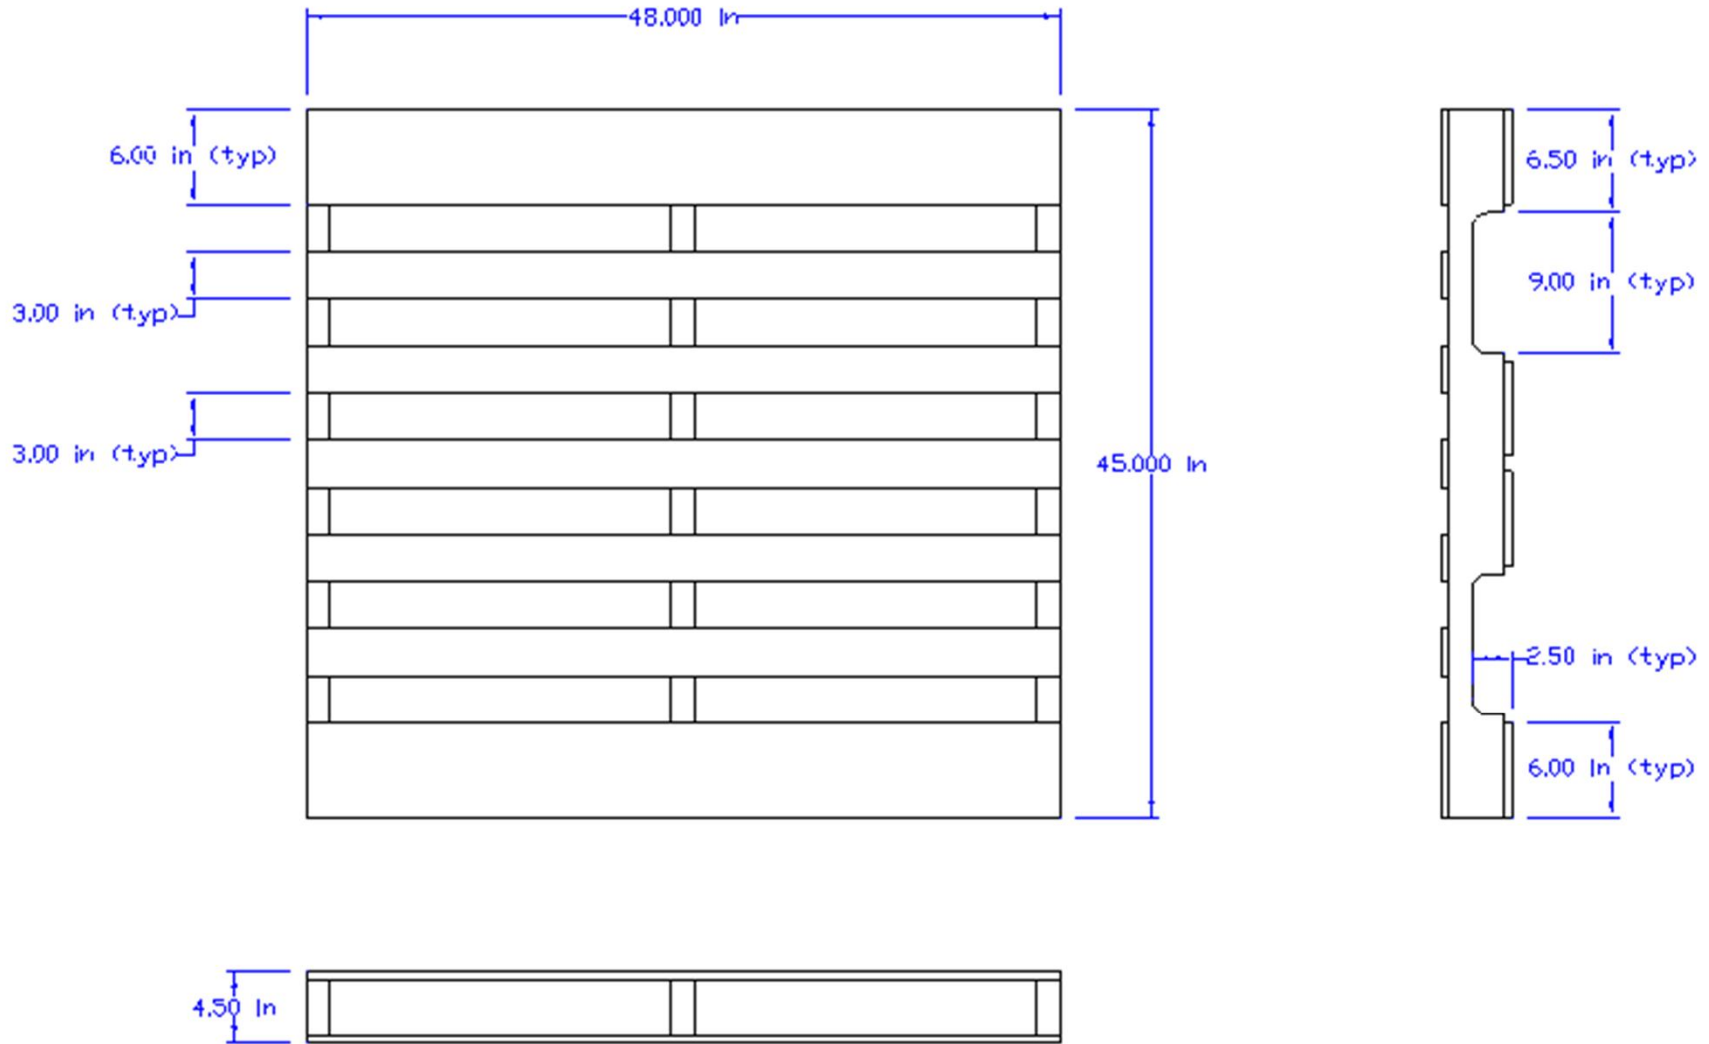 48.000 In
6.00 in (typ)
6.50 in (typ)
9.00 in (typ)
3.00 in (typ)
3.00 in (typ)
45.000 In
2.50 in (typ)
6.00 In (typ)
4.50 In